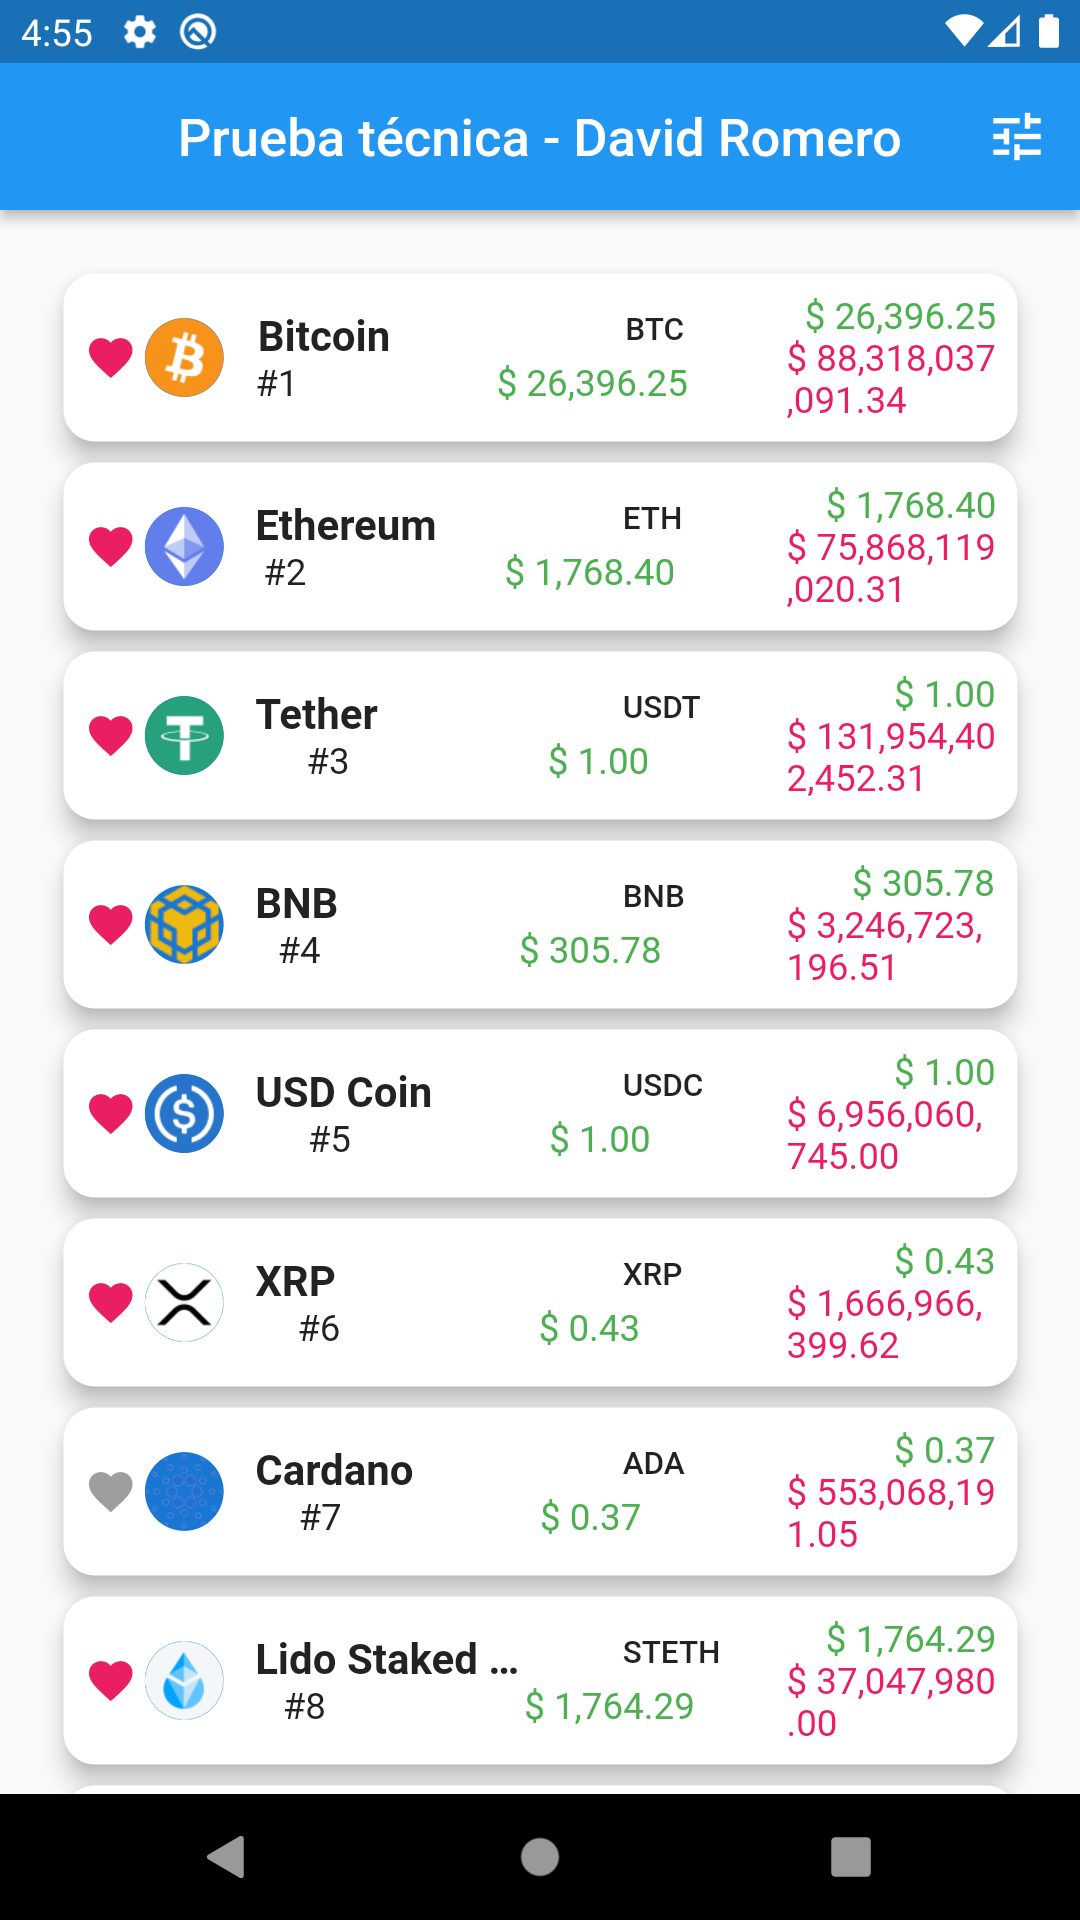 4:55
Prueba técnica - David Romero
Bitcoin
BTC
$ 26,396.25
#1
$ 26,396.25
$ 88,318,037
,091.34
Ethereum
ETH
$ 1,768.40
#2
$ 1,768.40
$ 75,868,119
,020.31
Tether
USDT
$ 1.00
#3
$ 1.00
$ 131,954,40
2,452.31
BNB
BNB
$ 305.78
#4
$ 305.78
$ 3,246,723,
196.51
USD Coin
USDC
$ 1.00
#5
$ 1.00
$ 6,956,060,
745.00
XRP
XRP
$ 0.43
#6
$ 0.43
$ 1,666,966,
399.62
Cardano
ADA
$ 0.37
#7
$ 0.37
$ 553,068,19
1.05
Lido Staked ...
STETH
$ 1,764.29
#8
$ 1,764.29
$ 37,047,980
.00